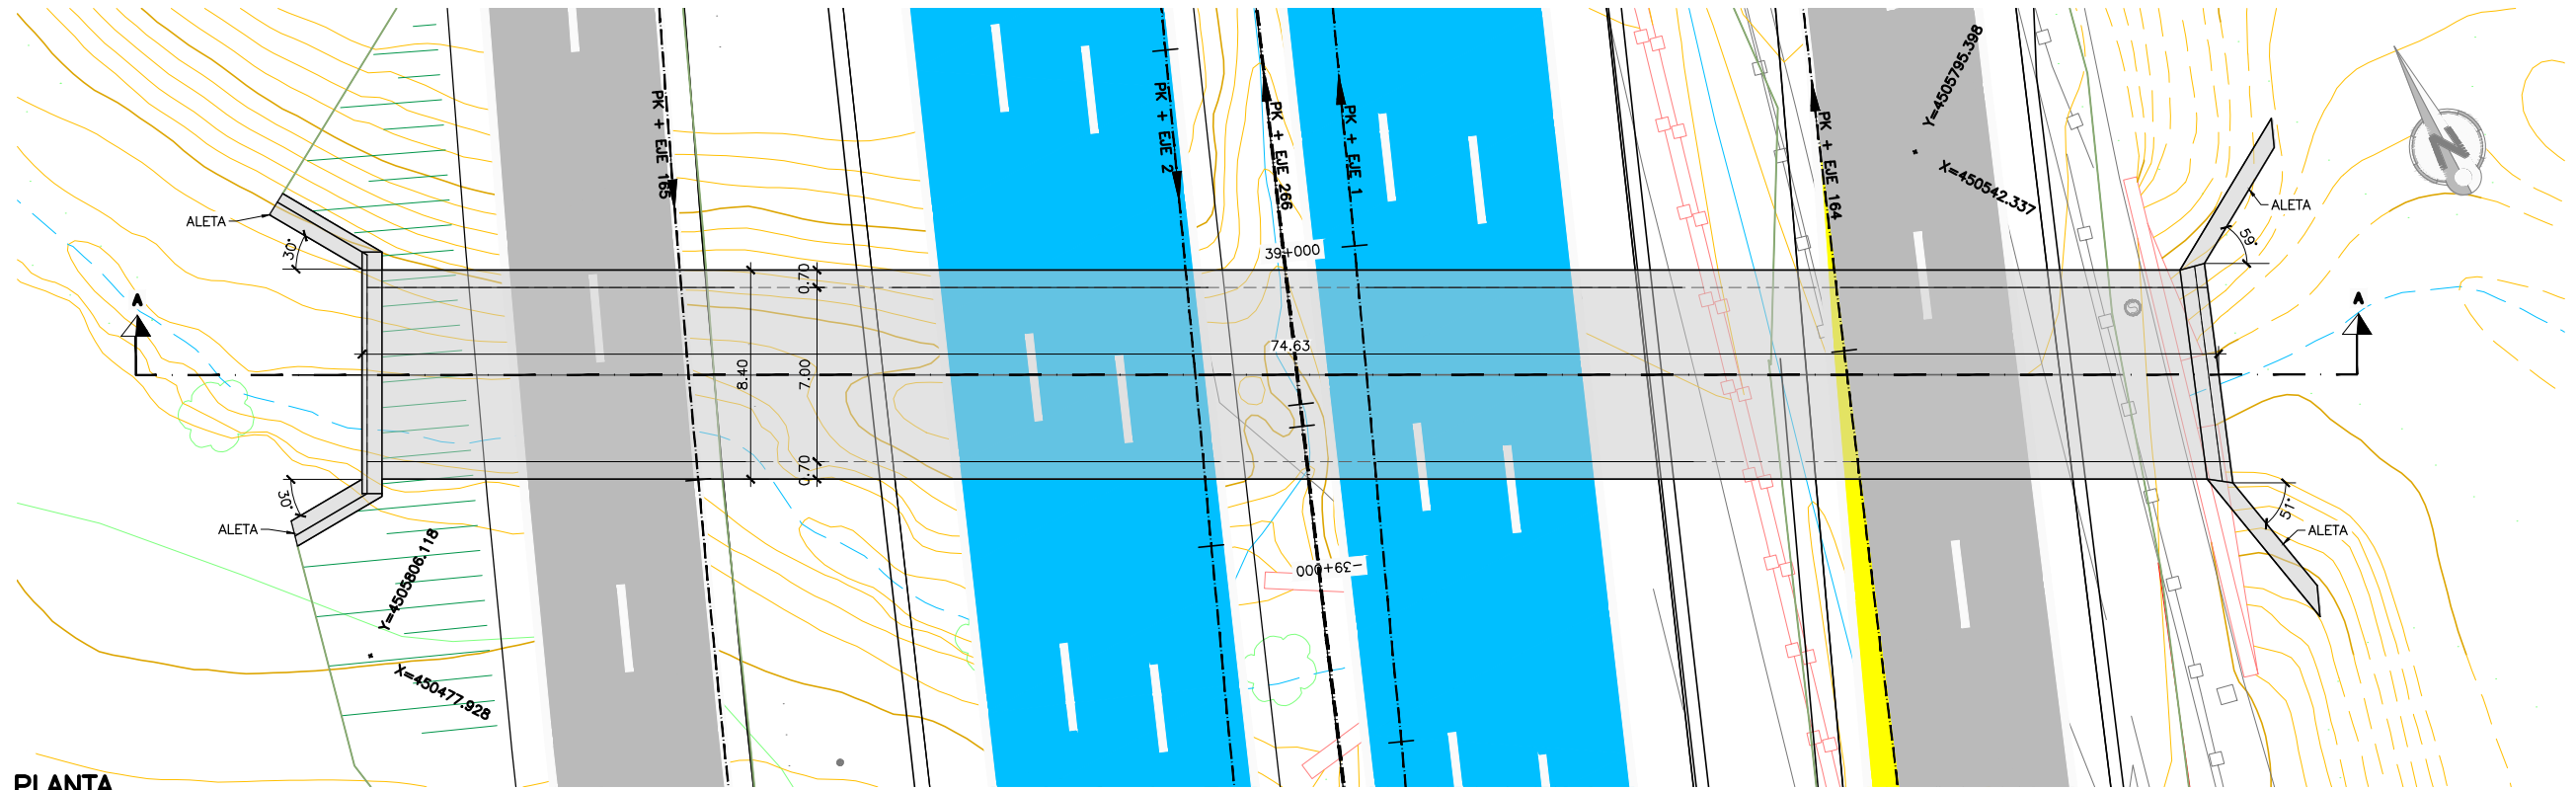 PK + EJE 165
PK + EJE 2
PK + EJE 266
PK + EJE 1
PK + EJE 164
Y=4505795.398
X=450542.337
N
ALETA
30°
ALETA
59°
39+000
0.70
A
A
74.63
8.40
7.00
0.70
30°
ALETA
51°
ALETA
-39+000
Y=4505806.118
X=450477.928
PLANTA